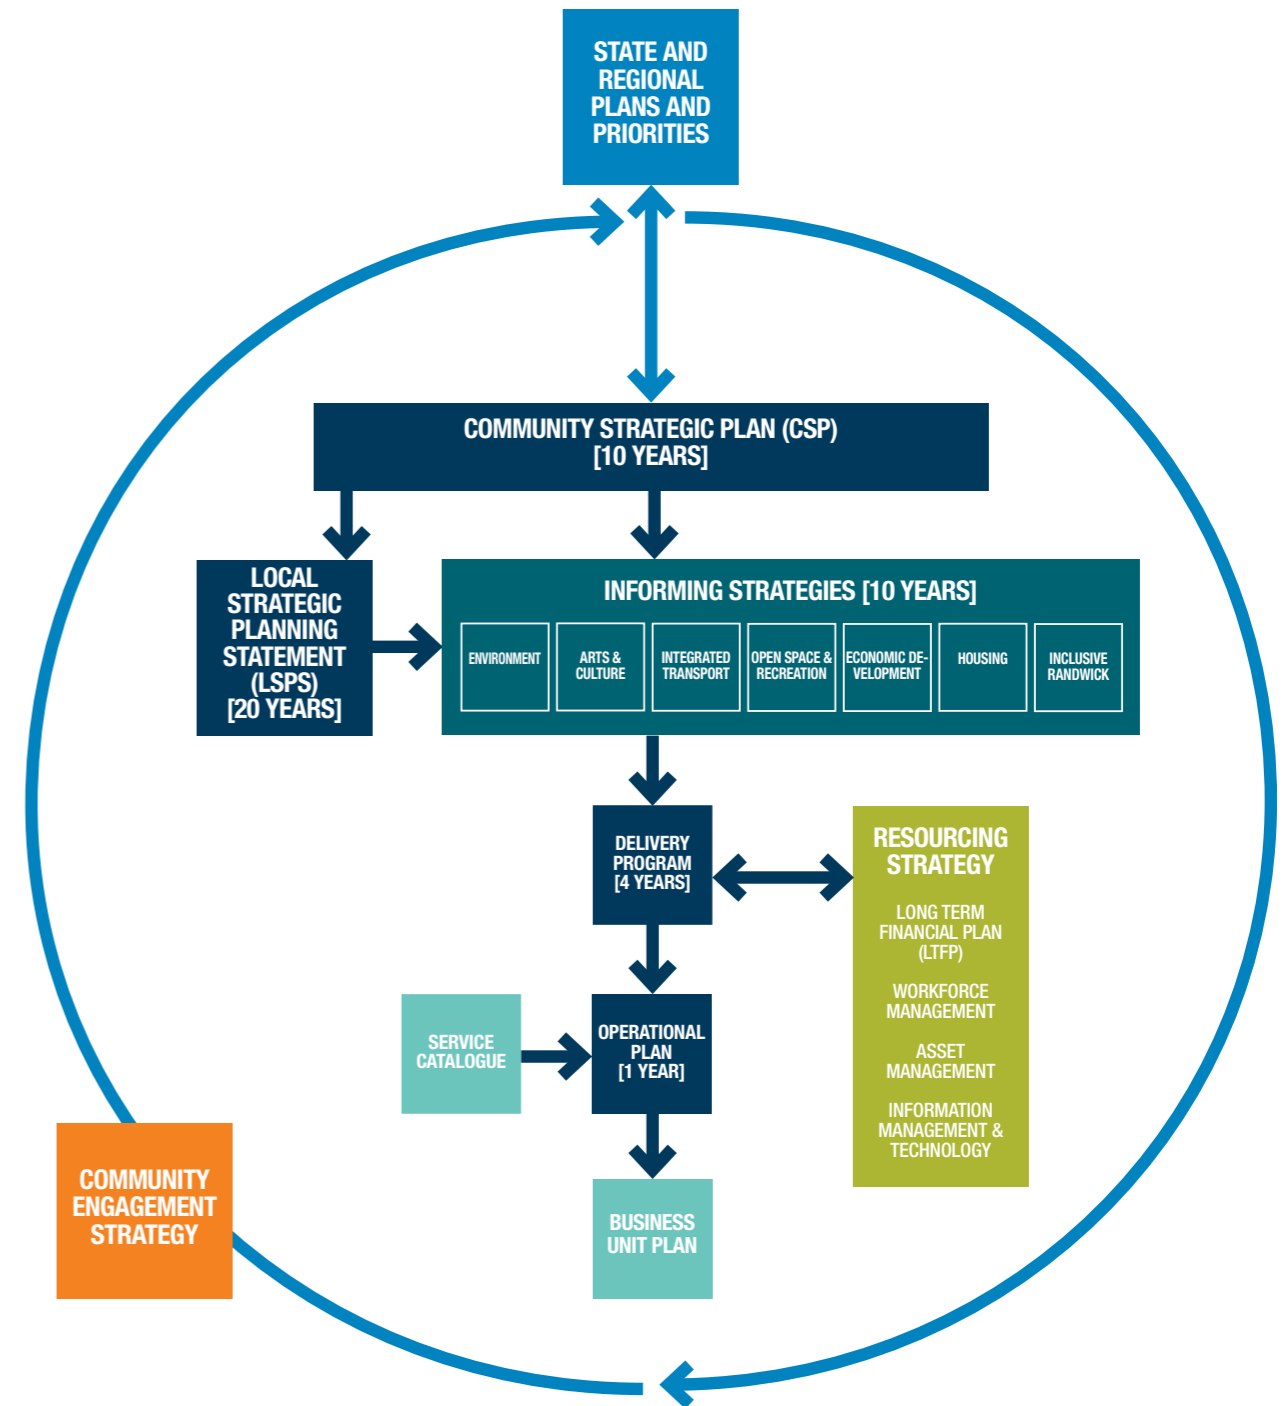 STATE AND
REGIONAL
PLANS AND
PRIORITIES
COMMUNITY STRATEGIC PLAN (CSP)
[10 YEARS]
LOCAL
STRATEGIC
PLANNING
STATEMENT
(LSPS)
[20 YEARS]
INFORMING STRATEGIES [10 YEARS]
ENVIRONMENT
ARTS &
CULTURE
INTEGRATED
TRANSPORT
OPEN SPACE &
RECREATION
ECONOMIC DE-
VELOPMENT
HOUSING
INCLUSIVE
RANDWICK
DELIVERY
PROGRAM
[4 YEARS]
RESOURCING
STRATEGY
LONG TERM
FINANCIAL PLAN
(LTFP)
WORKFORCE
MANAGEMENT
ASSET
MANAGEMENT
INFORMATION
MANAGEMENT &
TECHNOLOGY
SERVICE
CATALOGUE
OPERATIONAL
PLAN
[1 YEAR]
COMMUNITY
ENGAGEMENT
STRATEGY
BUSINESS
UNIT PLAN